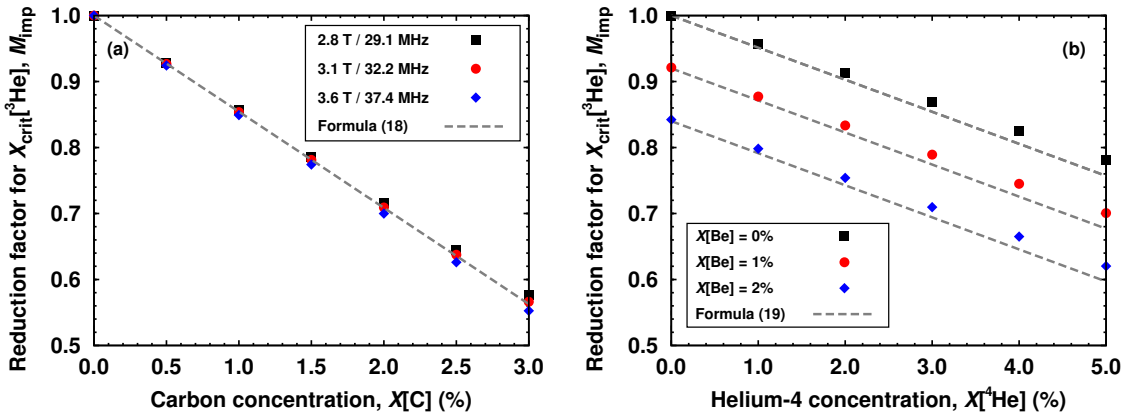 Reduction factor for Xcrit[³He], Mimp
1.0
0.9
0.8
0.7
0.6
0.5
(a)
2.8 T / 29.1 MHz
3.1 T / 32.2 MHz
3.6 T / 37.4 MHz
Formula (18)
0.0 0.5 1.0 1.5 2.0 2.5 3.0
Carbon concentration, X[C] (%)
Reduction factor for Xcrit[³He], Mimp
1.0
0.9
0.8
0.7
0.6
0.5
(b)
X[Be] = 0%
X[Be] = 1%
X[Be] = 2%
Formula (19)
0.0 1.0 2.0 3.0 4.0 5.0
Helium-4 concentration, X[⁴He] (%)